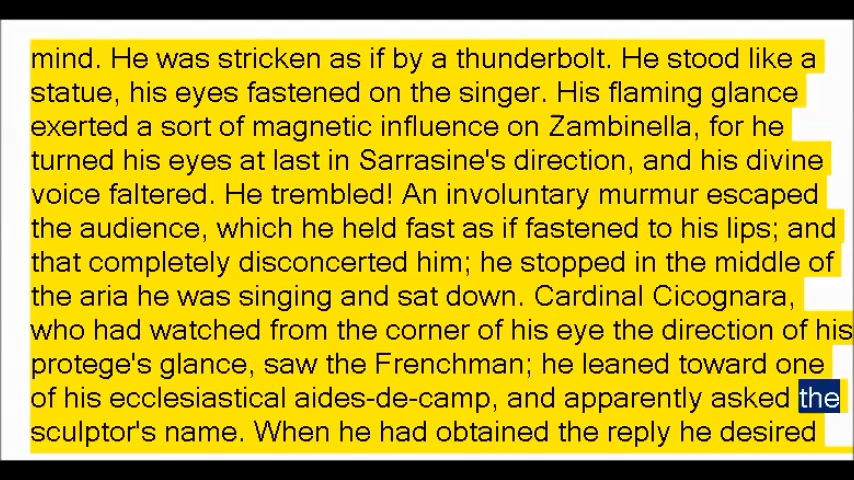 mind. He was stricken as if by a thunderbolt. He stood like a
statue, his eyes fastened on the singer. His flaming glance
exerted a sort of magnetic influence on Zambinella, for he
turned his eyes at last in Sarrasine's direction, and his divine
voice faltered. He trembled! An involuntary murmur escaped
the audience, which he held fast as if fastened to his lips; and
that completely disconcerted him; he stopped in the middle of
the aria he was singing and sat down. Cardinal Cicognara,
who had watched from the corner of his eye the direction of his
protege's glance, saw the Frenchman; he leaned toward one
of his ecclesiastical aides-de-camp, and apparently asked the
sculptor's name. When he had obtained the reply he desired